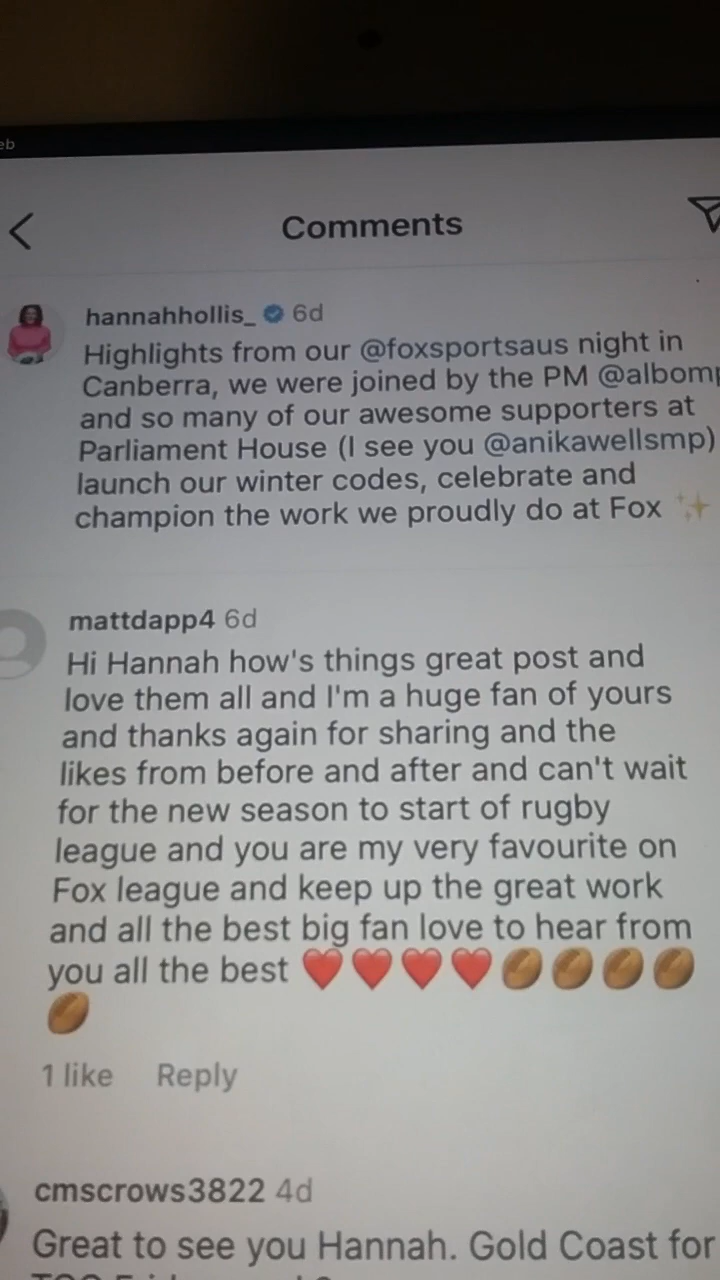 eb
Comments
hannahhollis_ 6d
Highlights from our @foxsportsaus night in
Canberra, we were joined by the PM @albomp
and so many of our awesome supporters at
Parliament House (I see you @anikawellsmp)
launch our winter codes, celebrate and
champion the work we proudly do at Fox ✨
mattdapp4 6d
Hi Hannah how's things great post and
love them all and I'm a huge fan of yours
and thanks again for sharing and the
likes from before and after and can't wait
for the new season to start of rugby
league and you are my very favourite on
Fox league and keep up the great work
and all the best big fan love to hear from
you all the best ❤️❤️❤️❤️🏉🏉🏉🏉
🏉
1 like Reply
cmscrows3822 4d
Great to see you Hannah. Gold Coast for